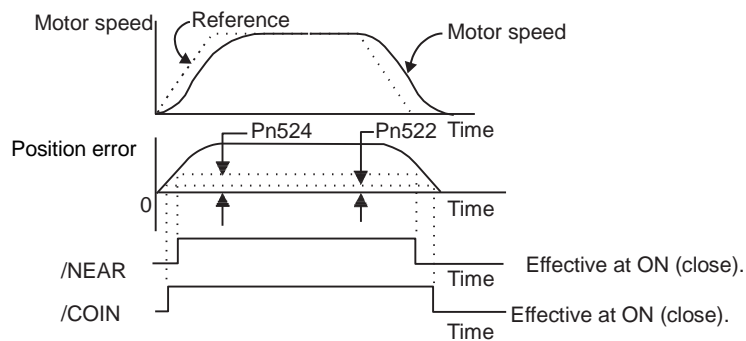 Motor speed
Reference
Motor speed
Time
Pn524
Pn522
Position error
0
Time
/NEAR
Effective at ON (close).
Time
/COIN
Effective at ON (close).
Time